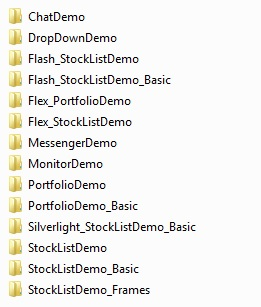 ChatDemo
DropDownDemo
Flash_StockListDemo
Flash_StockListDemo_Basic
Flex_PortfolioDemo
Flex_StockListDemo
MessengerDemo
MonitorDemo
PortfolioDemo
PortfolioDemo_Basic
Silverlight_StockListDemo_Basic
StockListDemo
StockListDemo_Basic
StockListDemo_Frames